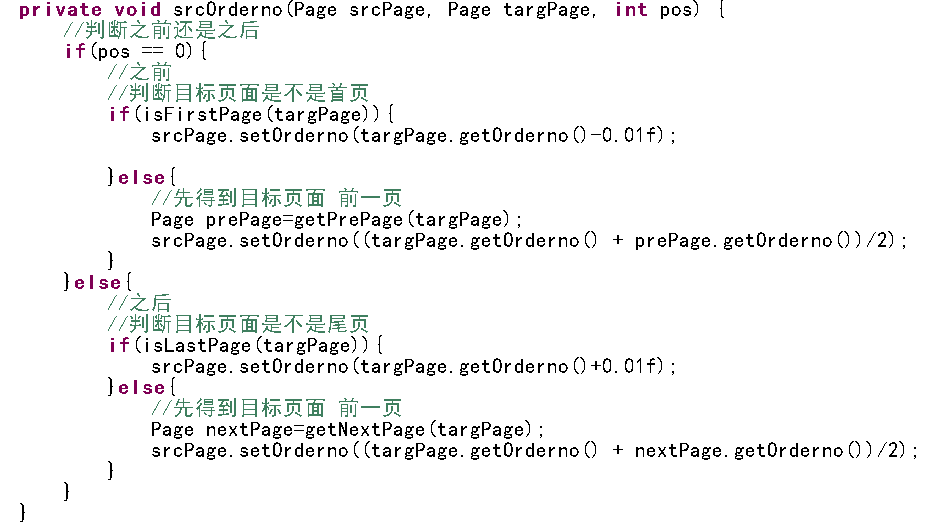 private void srcOrderno(Page srcPage, Page targPage, int pos) {
//判断之前还是之后
if(pos == 0){
//之前
//判断目标页面是不是首页
if(isFirstPage(targPage)){
srcPage.setOrderno(targPage.getOrderno()-0.01f);
}else{
//先得到目标页面 前一页
Page prePage=getPrePage(targPage);
srcPage.setOrderno((targPage.getOrderno() + prePage.getOrderno())/2);
}
}else{
//之后
//判断目标页面是不是尾页
if(isLastPage(targPage)){
srcPage.setOrderno(targPage.getOrderno()+0.01f);
}else{
//先得到目标页面 前一页
Page nextPage=getNextPage(targPage);
srcPage.setOrderno((targPage.getOrderno() + nextPage.getOrderno())/2);
}
}
}